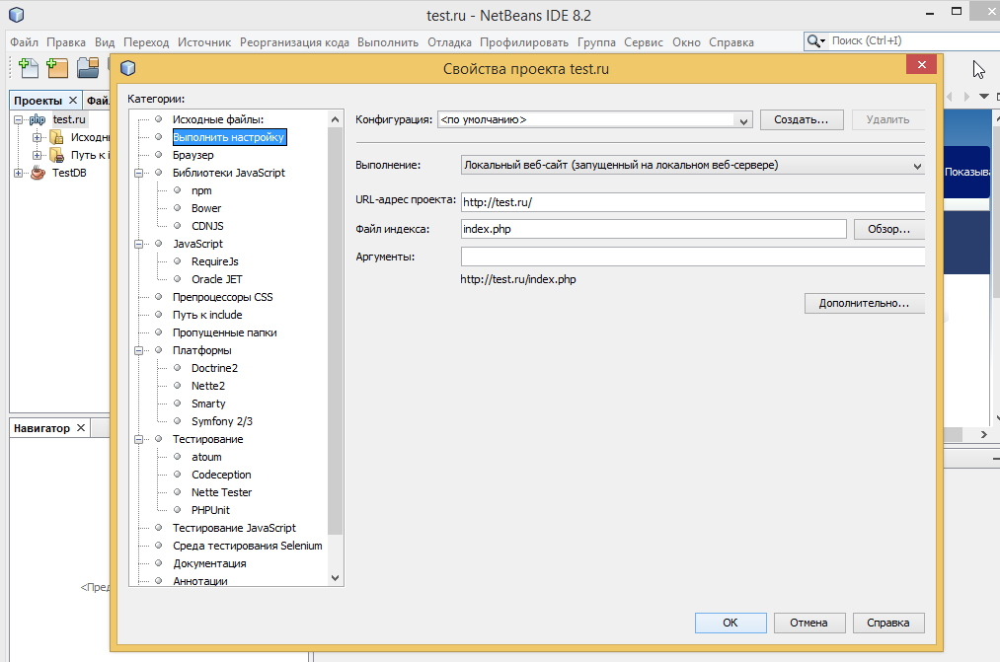 test.ru - NetBeans IDE 8.2
Файл Правка Вид Переход Источник Реорганизация кода Выполнить Отладка Профилировать Группа Сервис Окно Справка
Поиск (Ctrl+I)
Свойства проекта test.ru
Проекты
test.ru
Путь к
TestDB
Навигатор
Категории:
Исходные файлы:
Выполнить настройку
Браузер
Библиотеки JavaScript
npm
Bower
CDNJS
JavaScript
RequireJs
Oracle JET
Препроцессоры CSS
Путь к include
Пропущенные папки
Платформы
Doctrine2
Nette2
Smarty
Symfony 2/3
Тестирование
atoum
Codeception
Nette Tester
PHPUnit
Тестирование JavaScript
Среда тестирования Selenium
Документация
Аннотации
Конфигурация: <по умолчанию> Создать... Удалить
Выполнение: Локальный веб-сайт (запущенный на локальном веб-сервере)
URL-адрес проекта: http://test.ru/
Файл индекса: index.php Обзор...
Аргументы:
http://test.ru/index.php
Дополнительно...
OK Отмена Справка